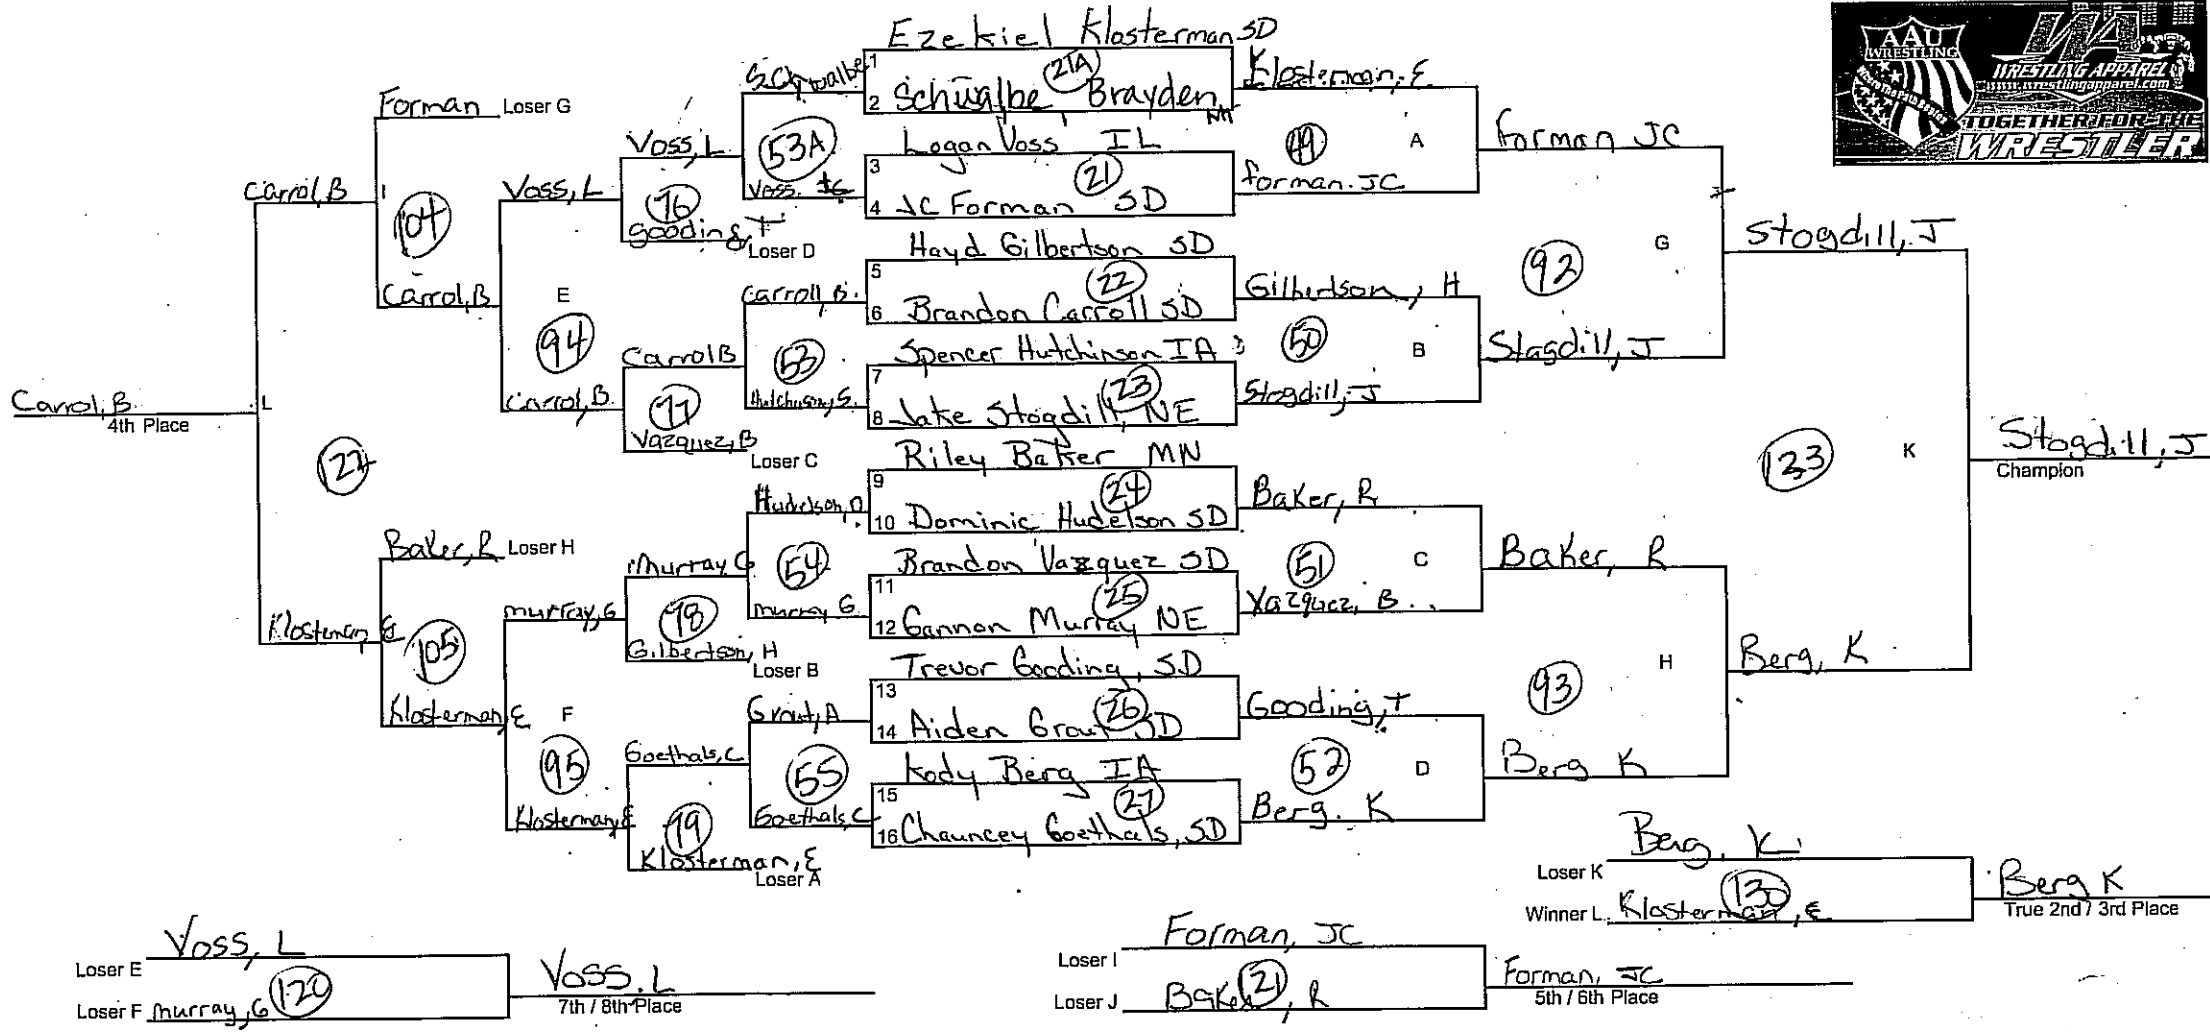 AAU
WRESTLING
WA
WRESTLING APPAREL
www.wrestlingapparel.com
TOGETHER FOR THE
WRESTLER
Ezekiel Klosterman SD
1
21A
2 Schwalbe Brayden
Logan Voss IL
3
21
4 JC Forman SD
Hayd Gilbertson SD
5
22
6 Brandon Carroll SD
Spencer Hutchinson IA
7
23
8 Jake Stogdill, NE
Riley Baker MN
9
24
10 Dominic Hudelson SD
Brandon Vazquez SD
11
25
12 Gannon Murray NE
Trevor Gooding, SD
13
26
14 Aiden Grout SD
Kody Berg IA
15
27
16 Chauncey Goethals, SD
Klosterman, E
49
A
forman. JC
Gilbertson, H
50
B
Stogdill, J
Baker, R
51
C
Vazquez, B
Gooding, T
52
D
Berg. K
Forman JC
92
G
Stagdill, J
Baker, R
93
H
Berg K
Stogdill, J
123
K
Berg, K
Stogdill, J
Champion
Schwalbe
53A
Voss,
Carroll, B.
53
Hutchison, S.
Hudelson, D.
54
Murray G
Grout, A
55
Goethals, C
Voss, L
76
Gooding, T
Loser D
Carrol B
77
Vazquez, B
Loser C
Murray G
78
Gilbertson, H
Loser B
Goethals, C
79
Klosterman, E
Loser A
Voss, L
E
94
Carrol, B
murray, G
F
95
Klosterman, E
Forman Loser G
I
104
Carrol, B
Baker, R Loser H
105
Klosterman, E
Carrol, B
L
Klosterman, E
Carrol, B
4th Place
Berg, K
Loser K
130
Winner L Klosterman, E
Berg K
True 2nd / 3rd Place
Voss, L
Loser E
120
Loser F murray, G
Voss. L
7th / 8th Place
Forman, JC
Loser I
Loser J Baker, R
Forman, JC
5th / 6th Place